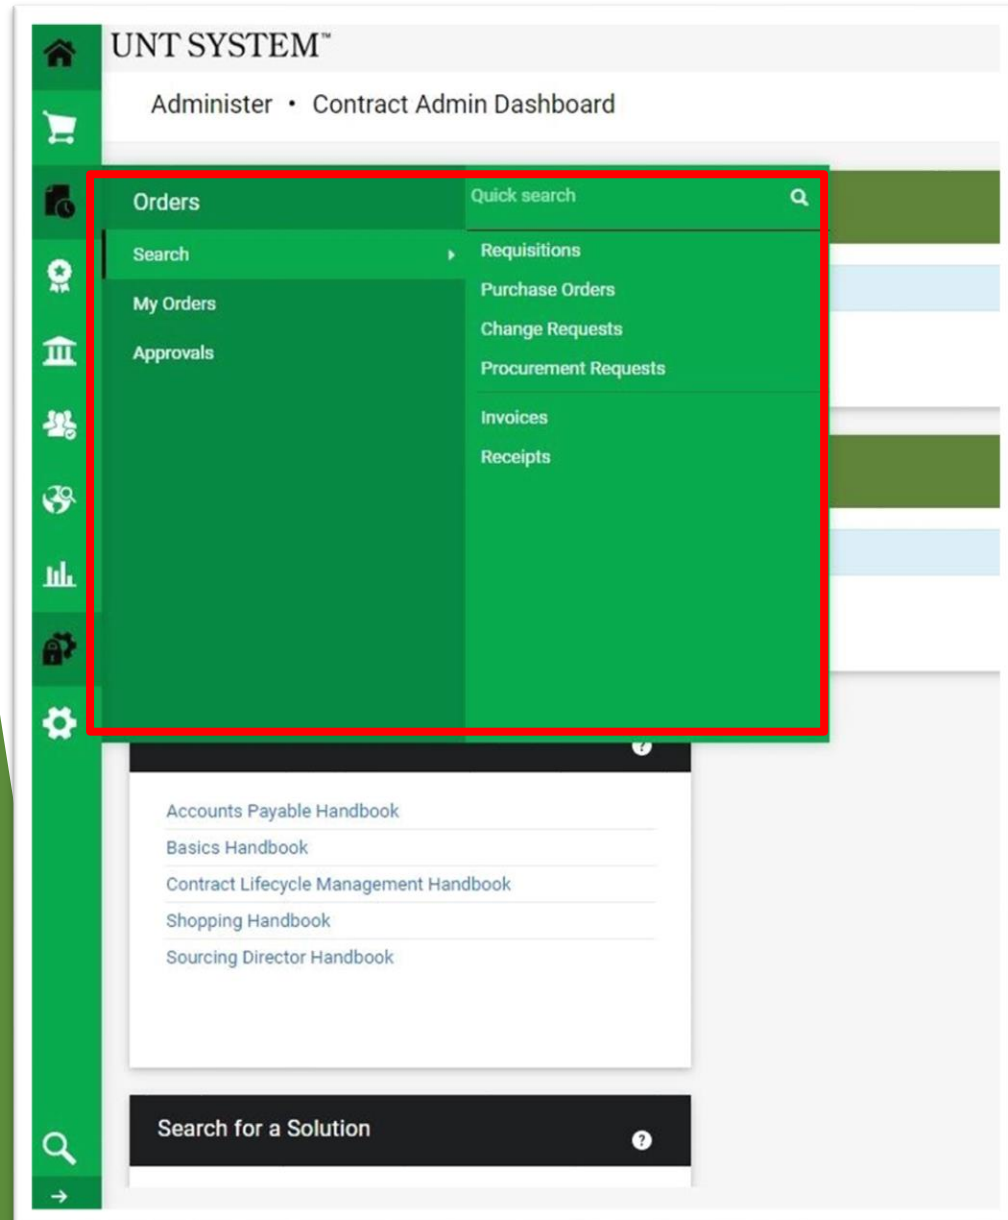 UNT SYSTEM™
Administer • Contract Admin Dashboard
Orders
Search
My Orders
Approvals
Quick search
Requisitions
Purchase Orders
Change Requests
Procurement Requests
Invoices
Receipts
Accounts Payable Handbook
Basics Handbook
Contract Lifecycle Management Handbook
Shopping Handbook
Sourcing Director Handbook
Search for a Solution